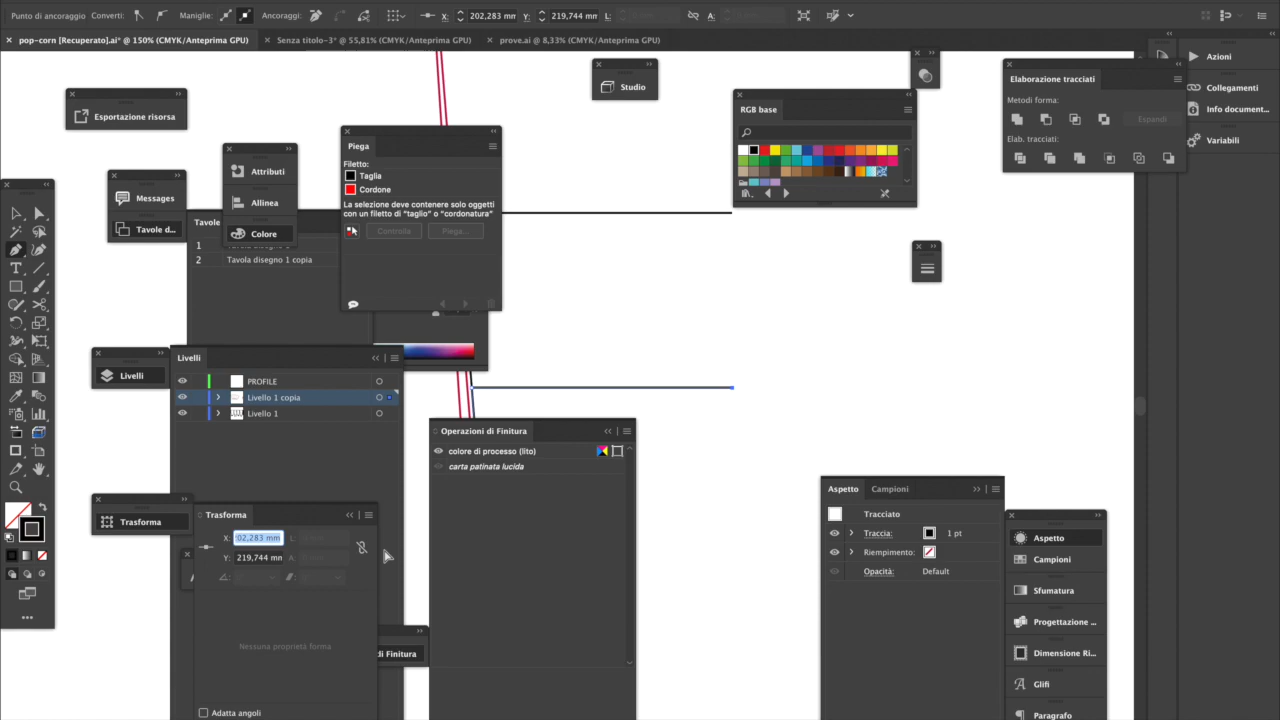 Punto di ancoraggio Converti: Maniglie: Ancoraggi: X: 202,283 mm Y: 219,744 mm L: A:
× pop-corn [Recuperato].ai* @ 150% (CMYK/Anteprima GPU) × Senza titolo-3* @ 55,81% (CMYK/Anteprima GPU) × prove.ai @ 8,33% (CMYK/Anteprima GPU)
Azioni
Collegamenti
Info document...
Variabili
Elaborazione tracciati
Metodi forma:
Espandi
Elab. tracciati:
Studio
RGB base
Esportazione risorsa
Piega
Filetto:
Taglia
Cordone
La selezione deve contenere solo oggetti
con un filetto di "taglio" o "cordonatura"
Controlla Piega...
Attributi
Allinea
Colore
Messages
Tavole d...
Tavole
1
2 Tavola disegno 1 copia
Livelli
Livelli
PROFILE
Livello 1 copia
Livello 1
Operazioni di Finitura
colore di processo (lito)
carta patinata lucida
Trasforma
Trasforma
X: 02,283 mm L:
Y: 219,744 mm A:
Nessuna proprietà forma
Adatta angoli
di Finitura
Aspetto Campioni
Tracciato
Traccia: 1 pt
Riempimento:
Opacità: Default
Aspetto
Campioni
Sfumatura
Progettazione ...
Dimensione Ri...
Glifi
Paragrafo